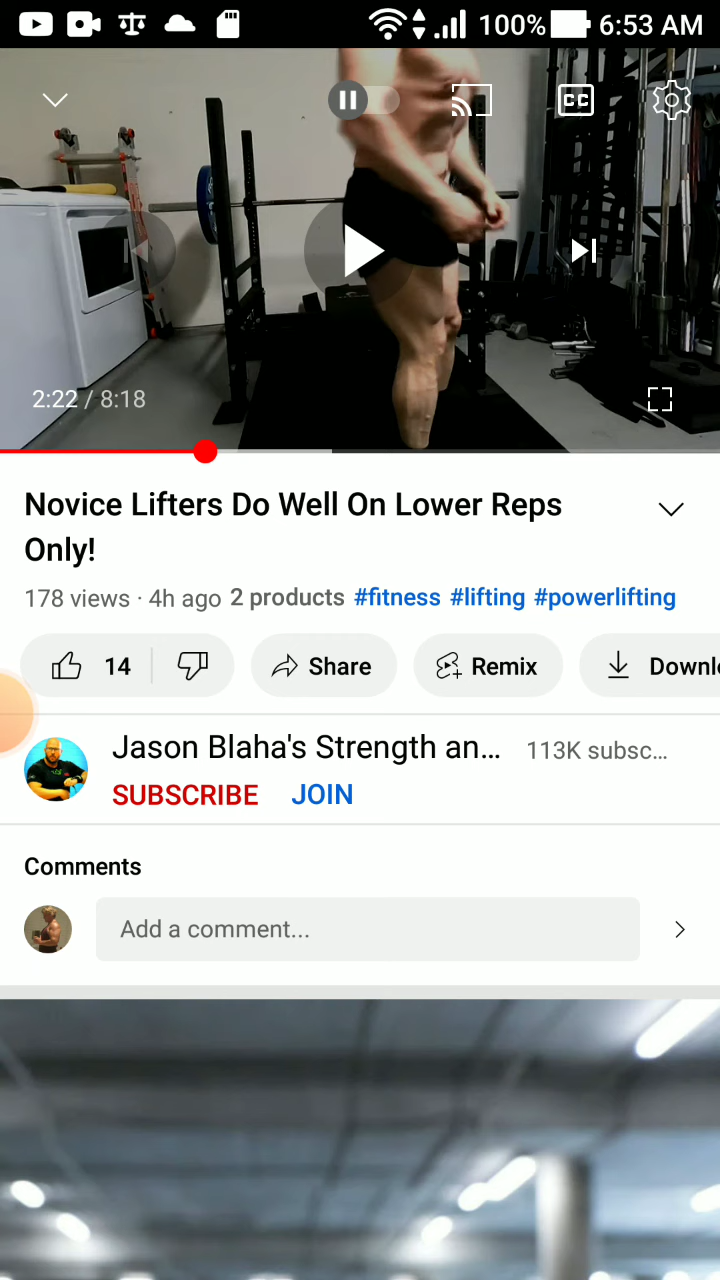 100% 6:53 AM
CC
2:22 / 8:18
Novice Lifters Do Well On Lower Reps
Only!
178 views · 4h ago 2 products #fitness #lifting #powerlifting
14 Share Remix Downl
Jason Blaha's Strength an... 113K subsc...
SUBSCRIBE JOIN
Comments
Add a comment...